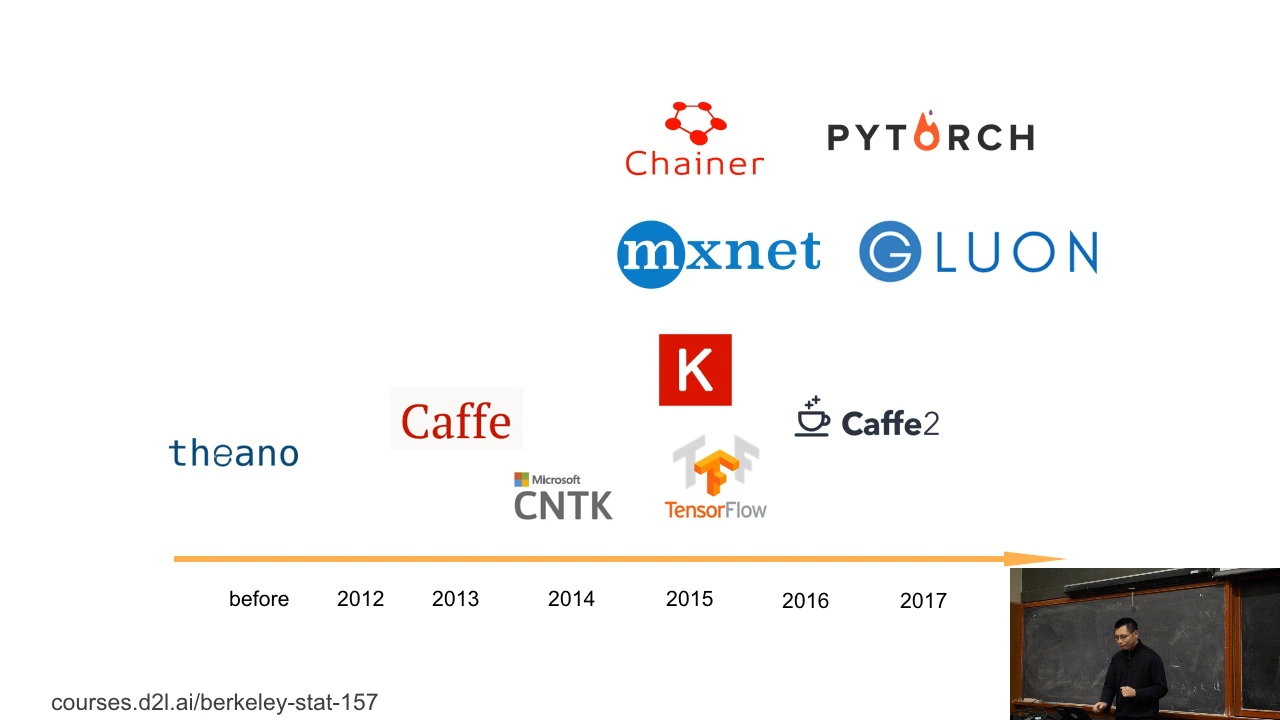 Chainer
PYTORCH
mxnet
GLUON
K
Caffe
Caffe2
theano
Microsoft
CNTK
TensorFlow
before 2012 2013 2014 2015 2016 2017
courses.d2l.ai/berkeley-stat-157